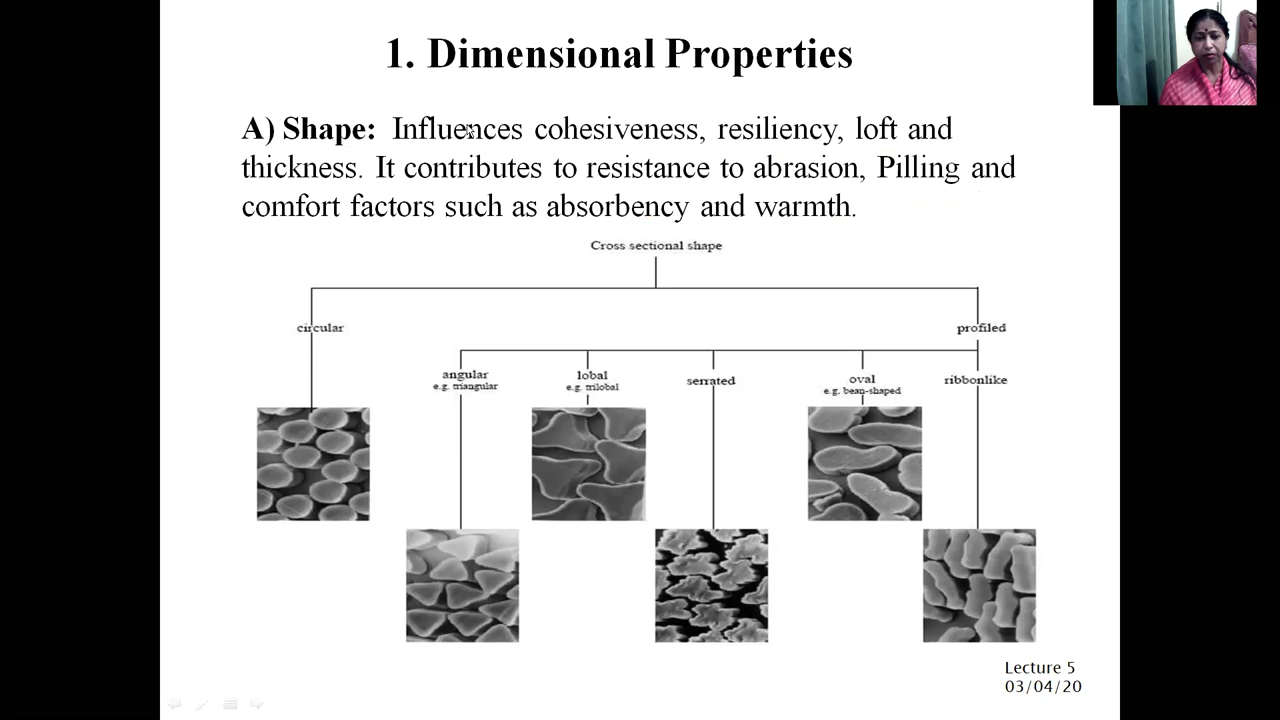 1. Dimensional Properties
A) Shape: Influences cohesiveness, resiliency, loft and
thickness. It contributes to resistance to abrasion, Pilling and
comfort factors such as absorbency and warmth.
Cross sectional shape
circular
profiled
angular
e.g. triangular
lobal
e.g. trilobal
serrated
oval
e.g. bean-shaped
ribbonlike
Lecture 5
03/04/20